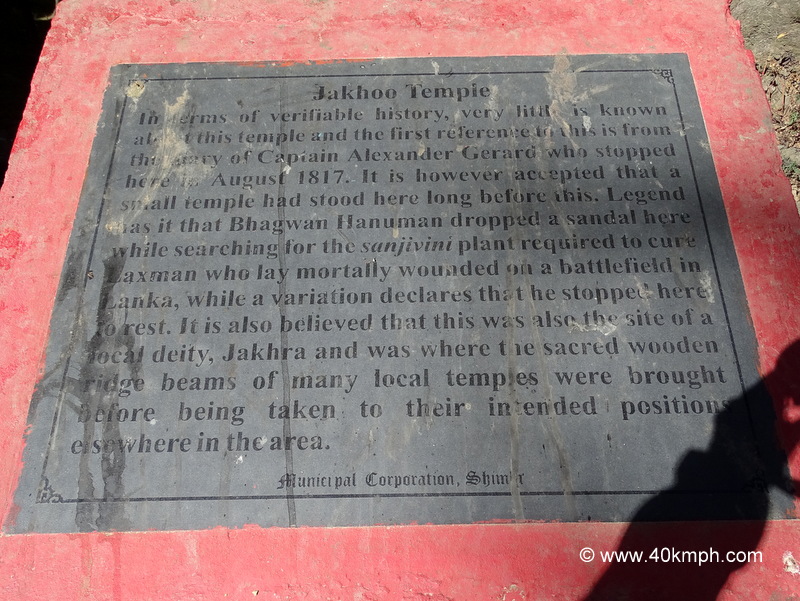 Jakhoo Temple
In terms of verifiable history, very little is known
about this temple and the first reference to this is from
the diary of Captain Alexander Gerard who stopped
here in August 1817. It is however accepted that a
small temple had stood here long before this. Legend
has it that Bhagwan Hanuman dropped a sandal here
while searching for the sanjivini plant required to cure
Laxman who lay mortally wounded on a battlefield in
Lanka, while a variation declares that he stopped here
to rest. It is also believed that this was also the site of a
local deity, Jakhra and was where the sacred wooden
ridge beams of many local temples were brought
before being taken to their intended positions
elsewhere in the area.
Municipal Corporation, Shimla
© www.40kmph.com